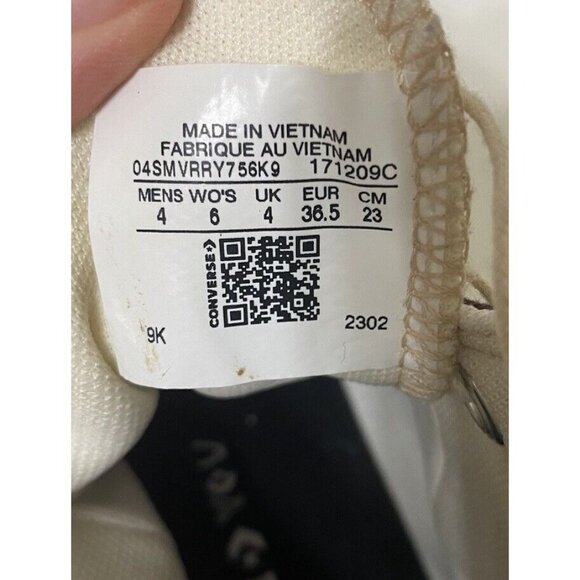 MADE IN VIETNAM
FABRIQUE AU VIETNAM
04SMVRRY756K9 171209C
MENS WO'S UK EUR CM
4 6 4 36.5 23
CONVERSE
9K 2302